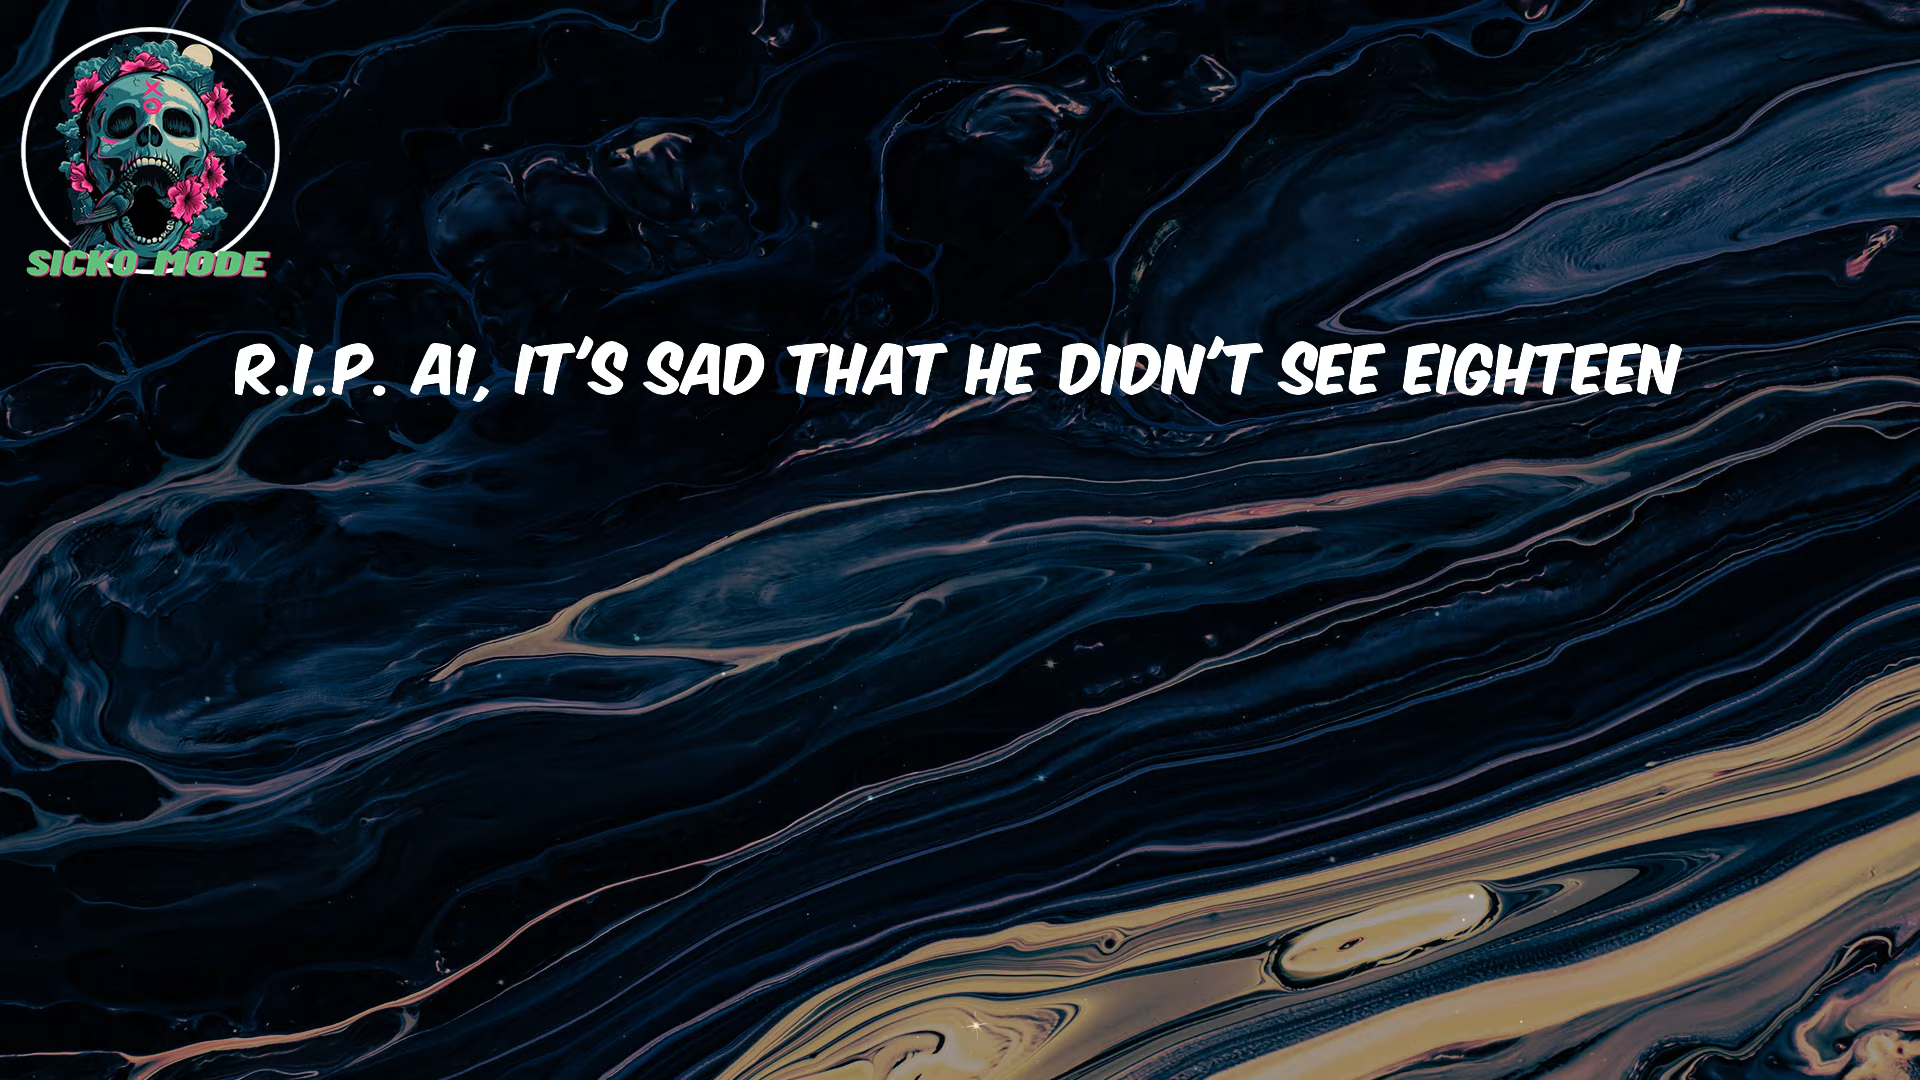 SICKO MODE
R.I.P. A1, IT'S SAD THAT HE DIDN'T SEE EIGHTEEN